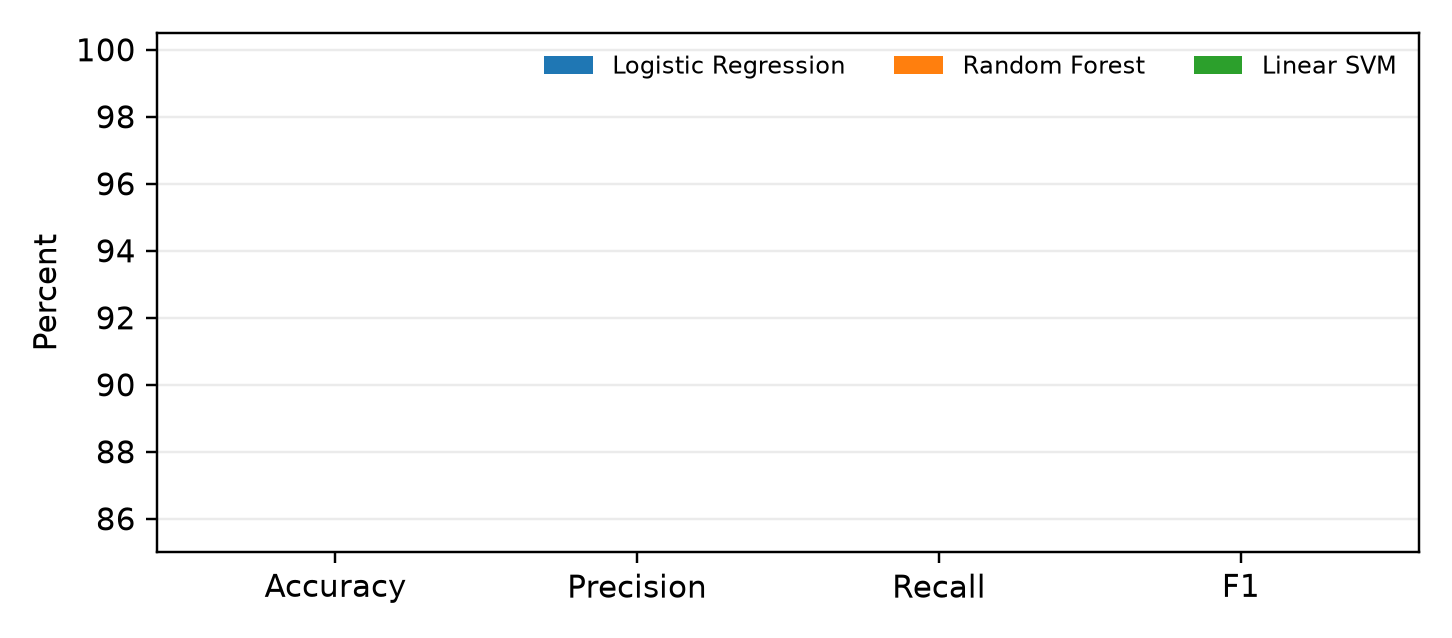 100
Logistic Regression Random Forest Linear SVM
98
96
94
Percent
92
90
88
86
Accuracy Precision Recall F1